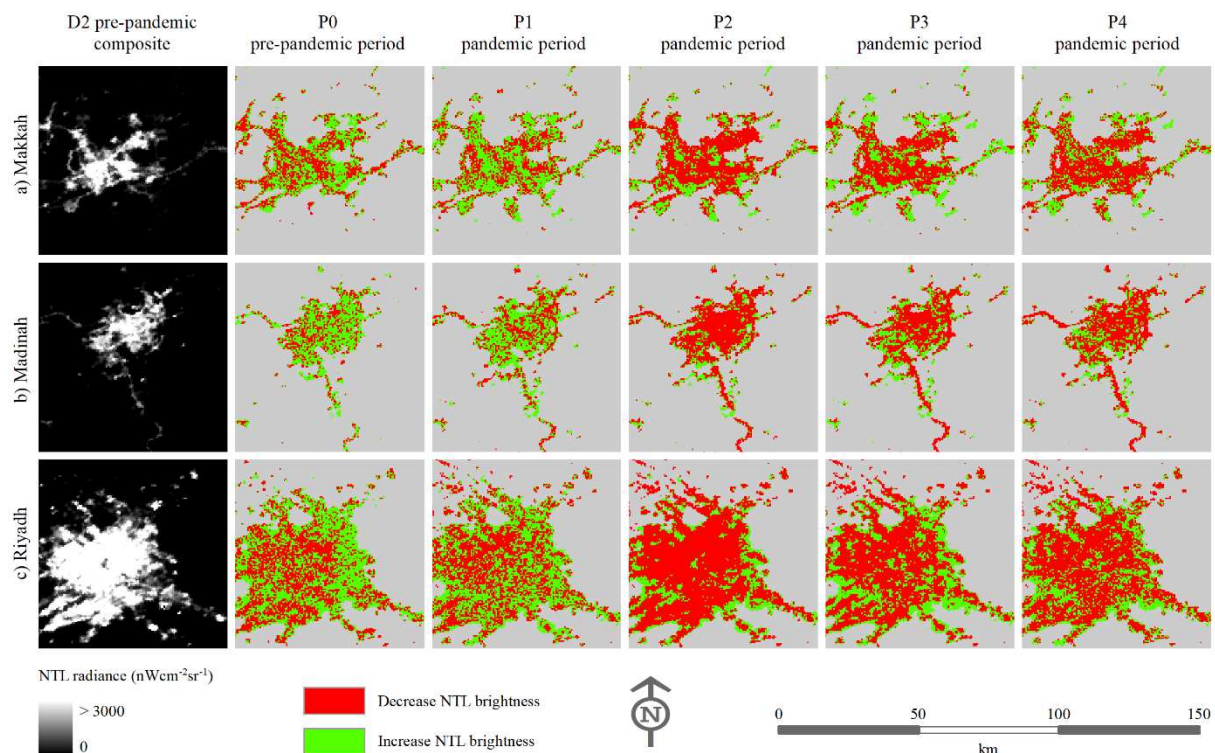 D2 pre-pandemic
composite
P0
pre-pandemic period
P1
pandemic period
P2
pandemic period
P3
pandemic period
P4
pandemic period
a) Makkah
b) Madinah
c) Riyadh
NTL radiance (nWcm⁻²sr⁻¹)
> 3000
0
Decrease NTL brightness
Increase NTL brightness
N
0 50 100 150
km